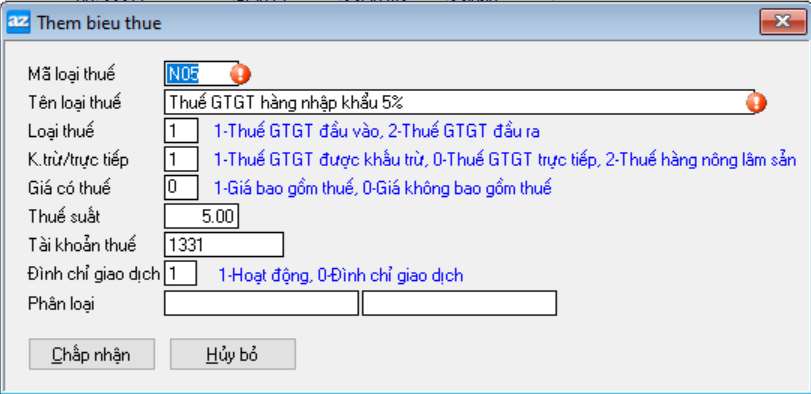 az Them bieu thue
Mã loại thuế N05
Tên loại thuế Thuế GTGT hàng nhập khẩu 5%
Loại thuế 1 1-Thuế GTGT đầu vào, 2-Thuế GTGT đầu ra
K.trừ/trực tiếp 1 1-Thuế GTGT được khấu trừ, 0-Thuế GTGT trực tiếp, 2-Thuế hàng nông lâm sản
Giá có thuế 0 1-Giá bao gồm thuế, 0-Giá không bao gồm thuế
Thuế suất 5.00
Tài khoản thuế 1331
Đình chỉ giao dịch 1 1-Hoạt động, 0-Đình chỉ giao dịch
Phân loại
Chấp nhận Hủy bỏ